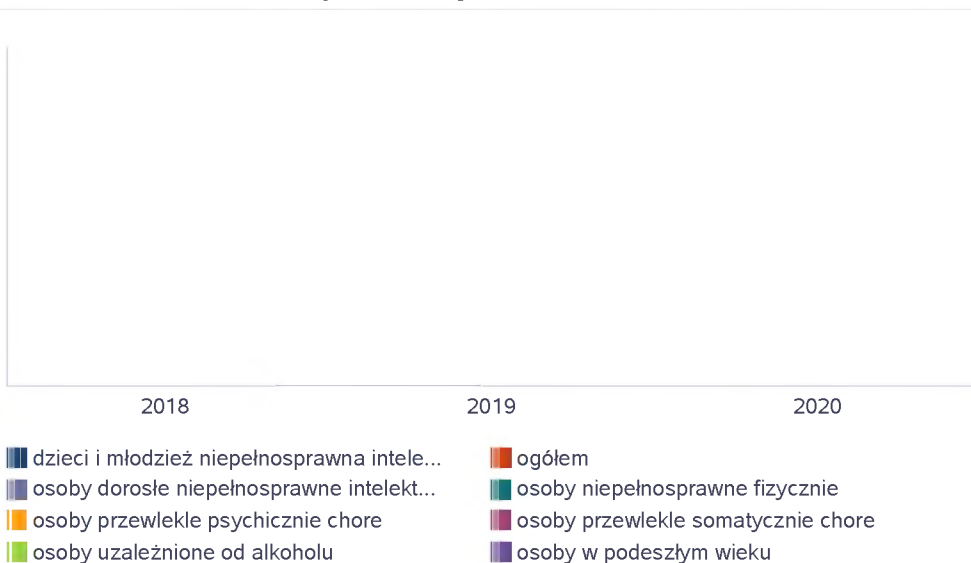 2018 2019 2020
dzieci i młodzież niepełnosprawna intele... ogółem
osoby dorosłe niepełnosprawne intelekt... osoby niepełnosprawne fizycznie
osoby przewlekle psychicznie chore osoby przewlekle somatycznie chore
osoby uzależnione od alkoholu osoby w podeszłym wieku